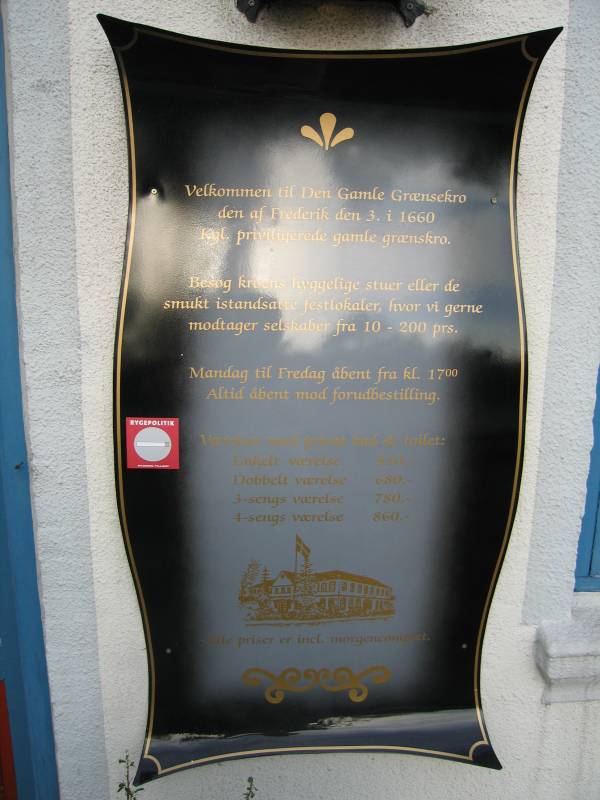 Velkommen til Den Gamle Grænsekro
den af Frederik den 3. i 1660
Kgl. priviligerede gamle grænskro.
Besøg kroens hyggelige stuer eller de
smukt istandsatte festlokaler, hvor vi gerne
modtager selskaber fra 10 - 200 prs.
Mandag til Fredag åbent fra kl. 17⁰⁰
Altid åbent mod forudbestilling.
RYGEPOLITIK
Værelser med privat bad & toilet:
Enkelt værelse
Dobbelt værelse 680,-
3-sengs værelse 780,-
4-sengs værelse 860,-
Alle priser er incl. morgencomplet.